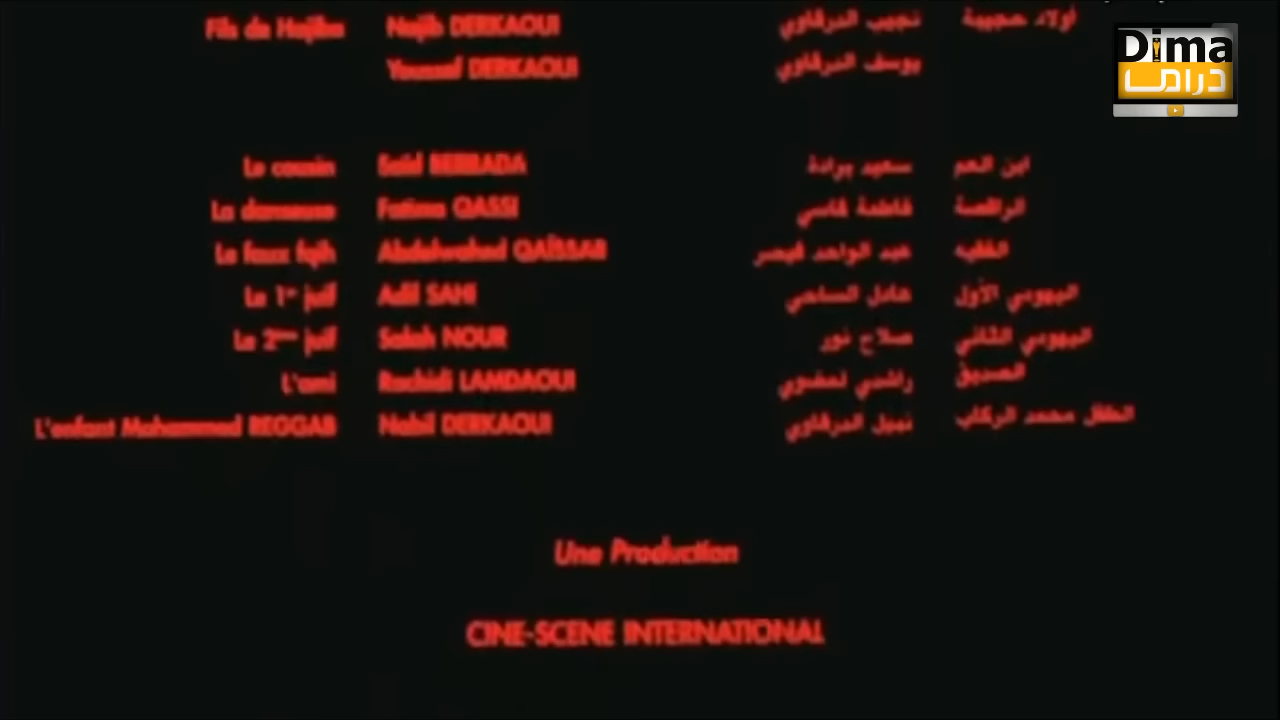 Dima
دراما
Fils de Hajiba Najib DERKAOUI نجيب الدرقاوي أولاد حجيبة
Youssef DERKAOUI يوسف الدرقاوي
Le cousin Saïd BERRADA سعيد برادة ابن العم
La danseuse Fatima QASSI فاطمة قاسي الراقصة
Le faux fqih Abdelwahed QAÏSSAR عبد الواحد قيصر الفقيه
Le 1er juif Adil SAHI عادل الساحي اليهودي الأول
Le 2ème juif Salah NOUR صلاح نور اليهودي الثاني
L'ami Rachidi LAMDAOUI راشدي لمضوي الصديق
L'enfant Mohammed REGGAB Nabil DERKAOUI نبيل الدرقاوي الطفل محمد الركاب
Une Production
CINE-SCENE INTERNATIONAL